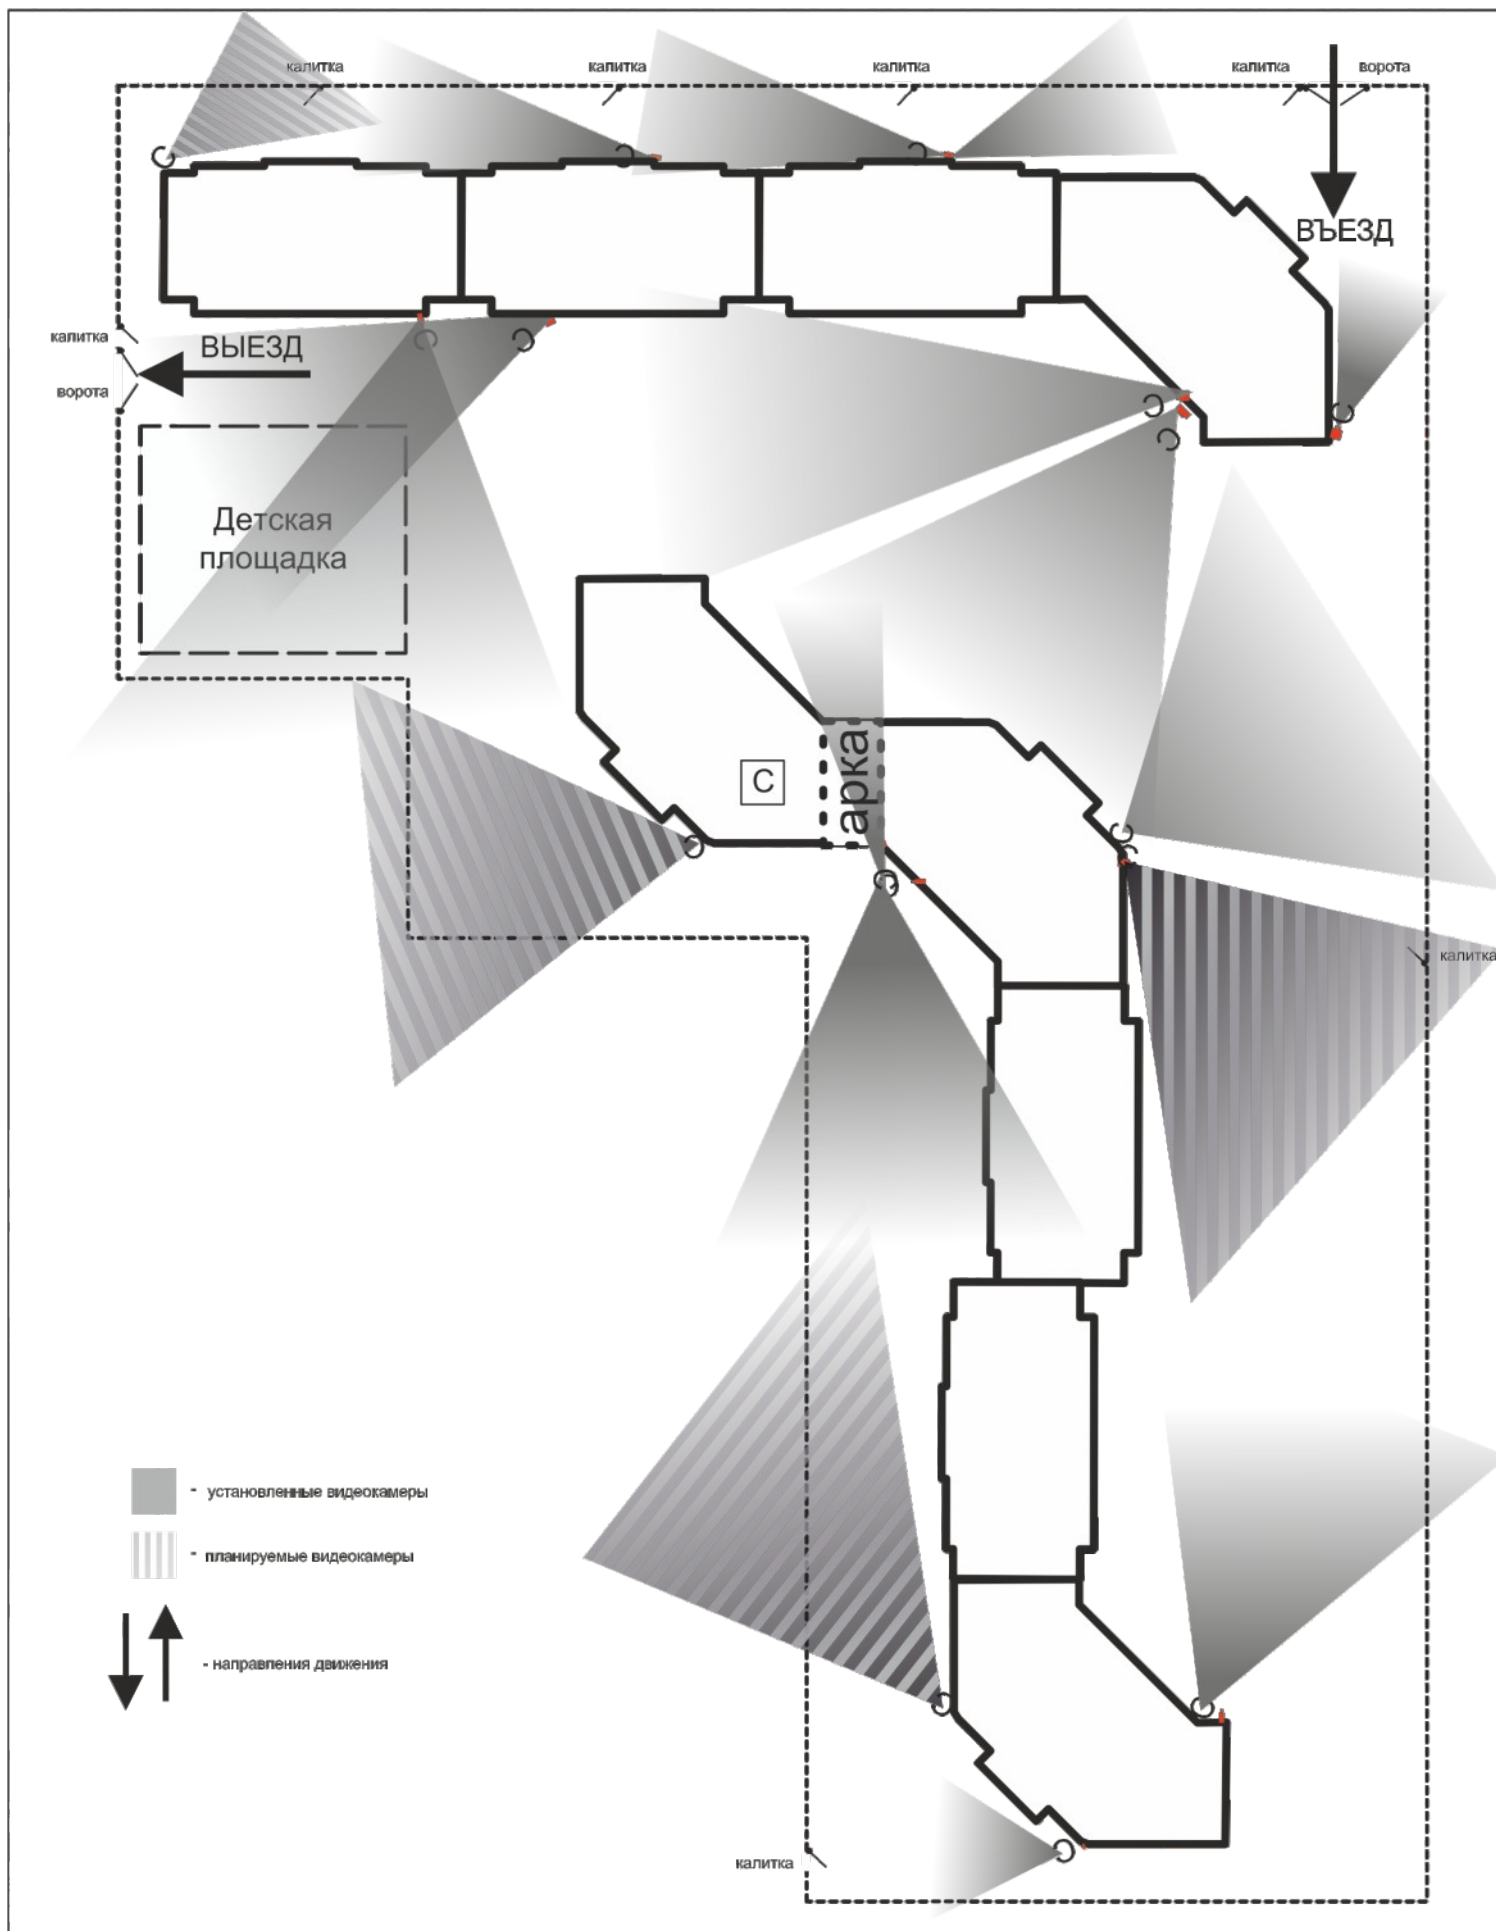 калитка
калитка
калитка
калитка
ворота
ВЪЕЗД
калитка
ВЫЕЗД
ворота
Детская
площадка
С
арка
калитка
- установленные видеокамеры
- планируемые видеокамеры
- направления движения
калитка